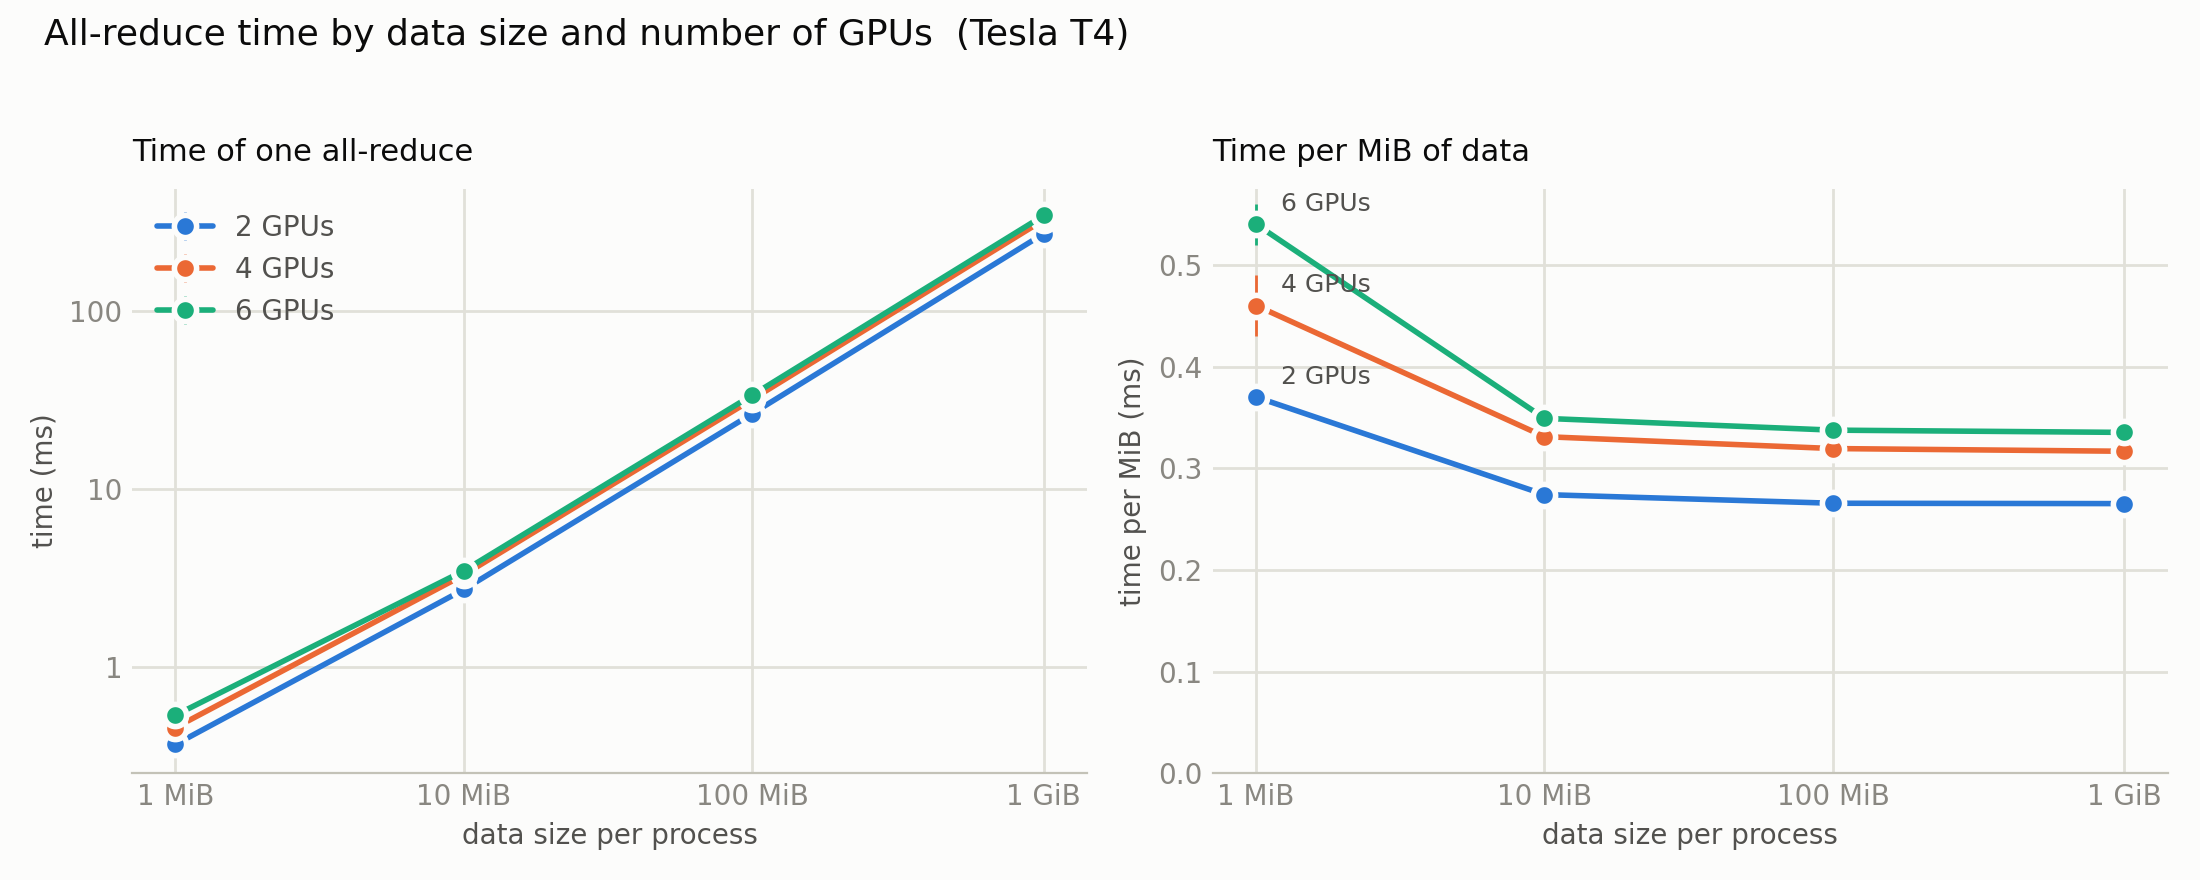 All-reduce time by data size and number of GPUs (Tesla T4)
Time of one all-reduce
2 GPUs
4 GPUs
6 GPUs
time (ms)
100
10
1
1 MiB
10 MiB
100 MiB
1 GiB
data size per process
Time per MiB of data
6 GPUs
4 GPUs
2 GPUs
time per MiB (ms)
0.5
0.4
0.3
0.2
0.1
0.0
1 MiB
10 MiB
100 MiB
1 GiB
data size per process